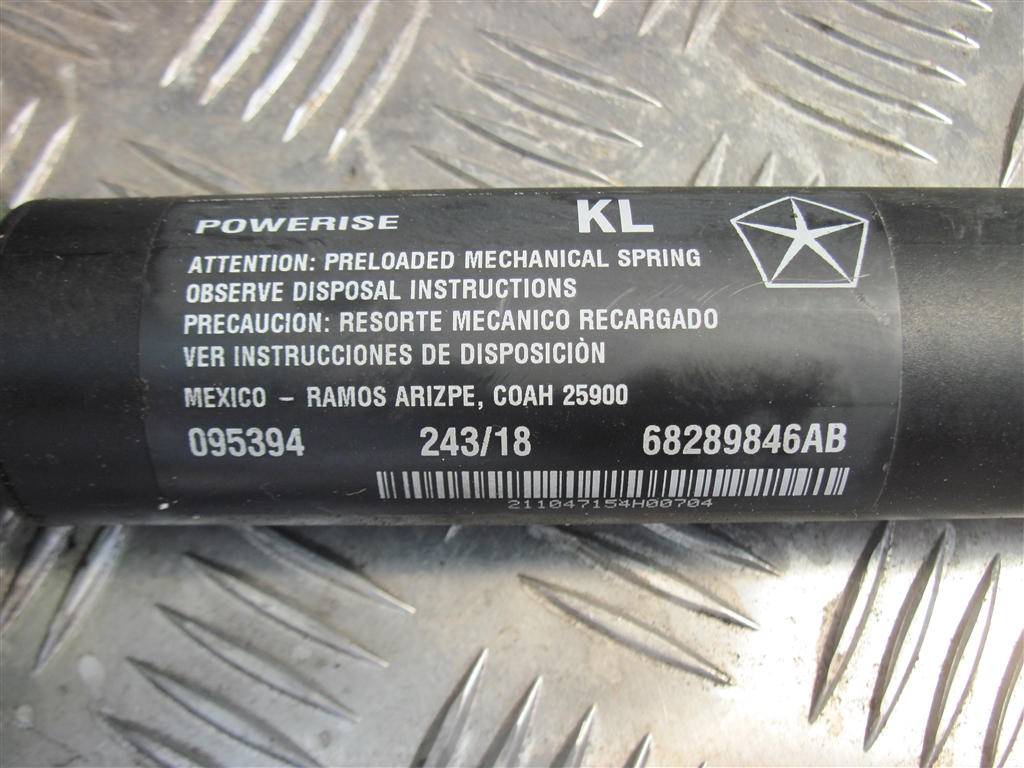 POWERISE KL
ATTENTION: PRELOADED MECHANICAL SPRING
OBSERVE DISPOSAL INSTRUCTIONS
PRECAUCION: RESORTE MECANICO RECARGADO
VER INSTRUCCIONES DE DISPOSICIÒN
MEXICO – RAMOS ARIZPE, COAH 25900
095394 243/18 68289846AB
211047154H00704